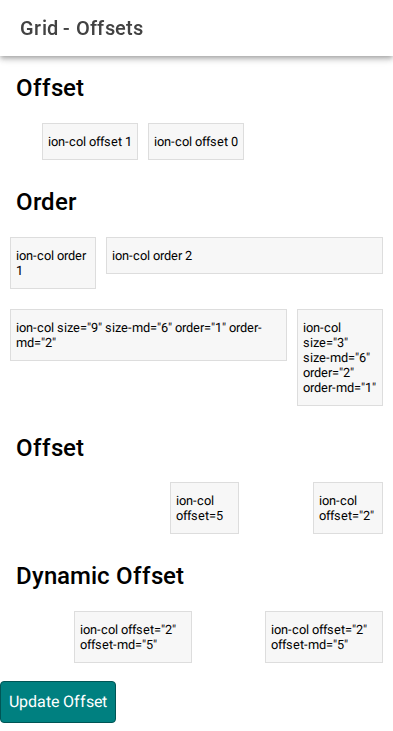 Grid - Offsets
Offset
ion-col offset 1
ion-col offset 0
Order
ion-col order
1
ion-col order 2
ion-col size="9" size-md="6" order="1" order-
md="2"
ion-col
size="3"
size-md="6"
order="2"
order-md="1"
Offset
ion-col
offset=5
ion-col
offset="2"
Dynamic Offset
ion-col offset="2"
offset-md="5"
ion-col offset="2"
offset-md="5"
Update Offset